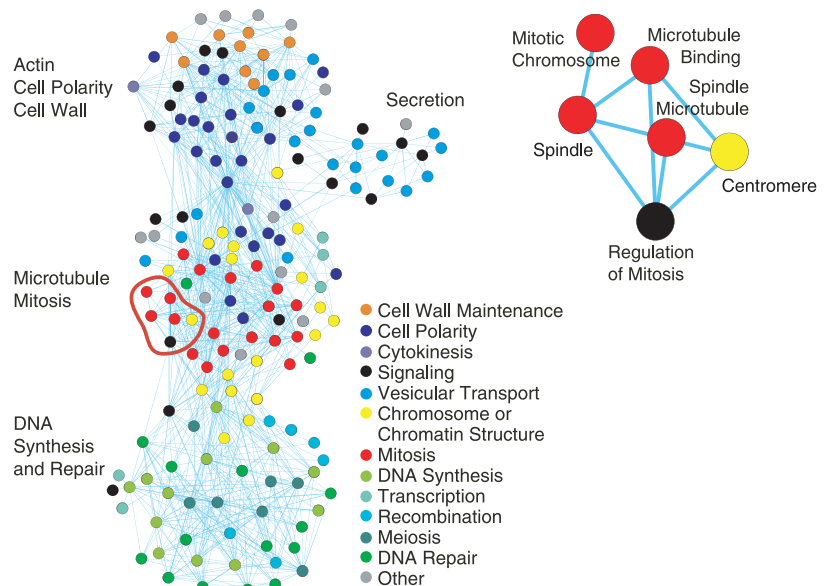 Actin
Cell Polarity
Cell Wall
Secretion
Mitotic
Chromosome
Microtubule
Binding
Spindle
Microtubule
Spindle
Centromere
Regulation
of Mitosis
Microtubule
Mitosis
DNA
Synthesis
and Repair
Cell Wall Maintenance
Cell Polarity
Cytokinesis
Signaling
Vesicular Transport
Chromosome or
Chromatin Structure
Mitosis
DNA Synthesis
Transcription
Recombination
Meiosis
DNA Repair
Other